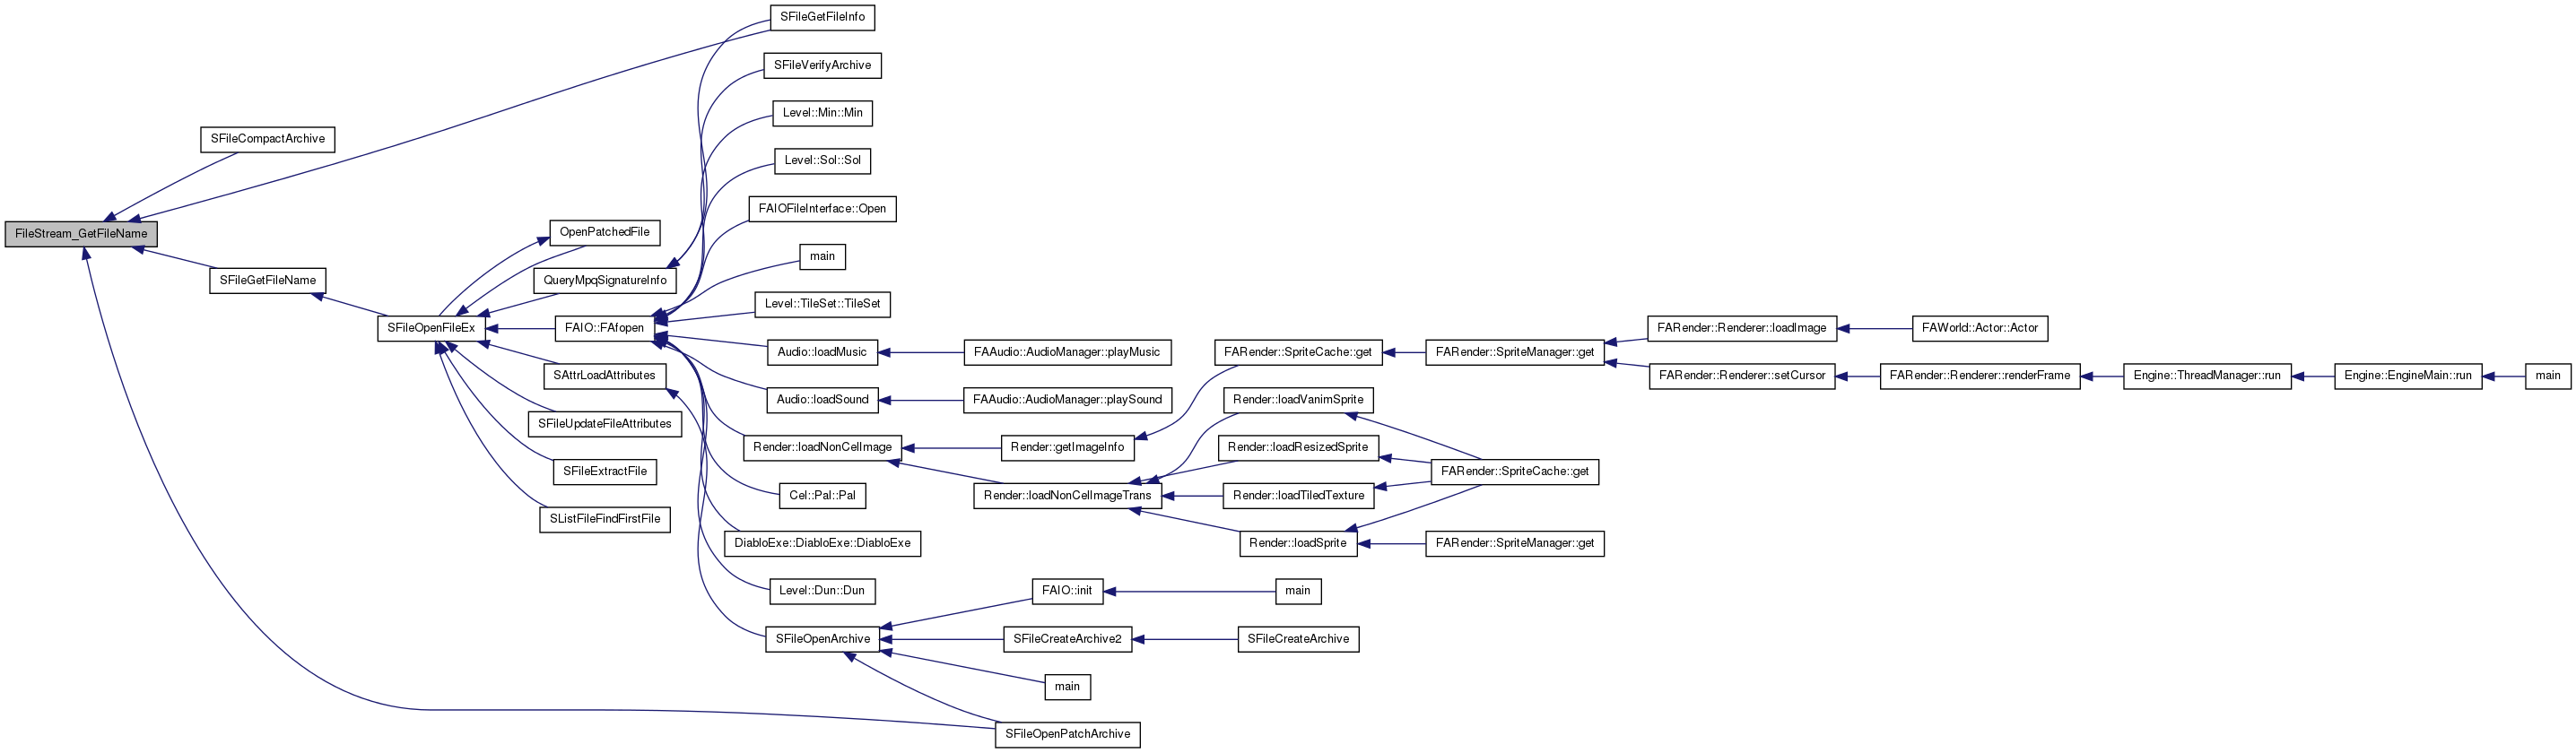 SFileGetFileInfo
SFileVerifyArchive
Level::Min::Min
SFileCompactArchive
Level::Sol::Sol
FAIOFileInterface::Open
FileStream_GetFileName
OpenPatchedFile
main
SFileGetFileName
QueryMpqSignatureInfo
Level::TileSet::TileSet
SFileOpenFileEx
FAIO::FAfopen
FARender::Renderer::loadImage
FAWorld::Actor::Actor
Audio::loadMusic
FAAudio::AudioManager::playMusic
FARender::SpriteCache::get
FARender::SpriteManager::get
SAttrLoadAttributes
FARender::Renderer::setCursor
FARender::Renderer::renderFrame
Engine::ThreadManager::run
Engine::EngineMain::run
main
Audio::loadSound
FAAudio::AudioManager::playSound
Render::loadVanimSprite
SFileUpdateFileAttributes
Render::loadNonCelImage
Render::getImageInfo
Render::loadResizedSprite
SFileExtractFile
FARender::SpriteCache::get
Cel::Pal::Pal
Render::loadNonCelImageTrans
Render::loadTiledTexture
SListFileFindFirstFile
DiabloExe::DiabloExe::DiabloExe
Render::loadSprite
FARender::SpriteManager::get
Level::Dun::Dun
FAIO::init
main
SFileOpenArchive
SFileCreateArchive2
SFileCreateArchive
main
SFileOpenPatchArchive